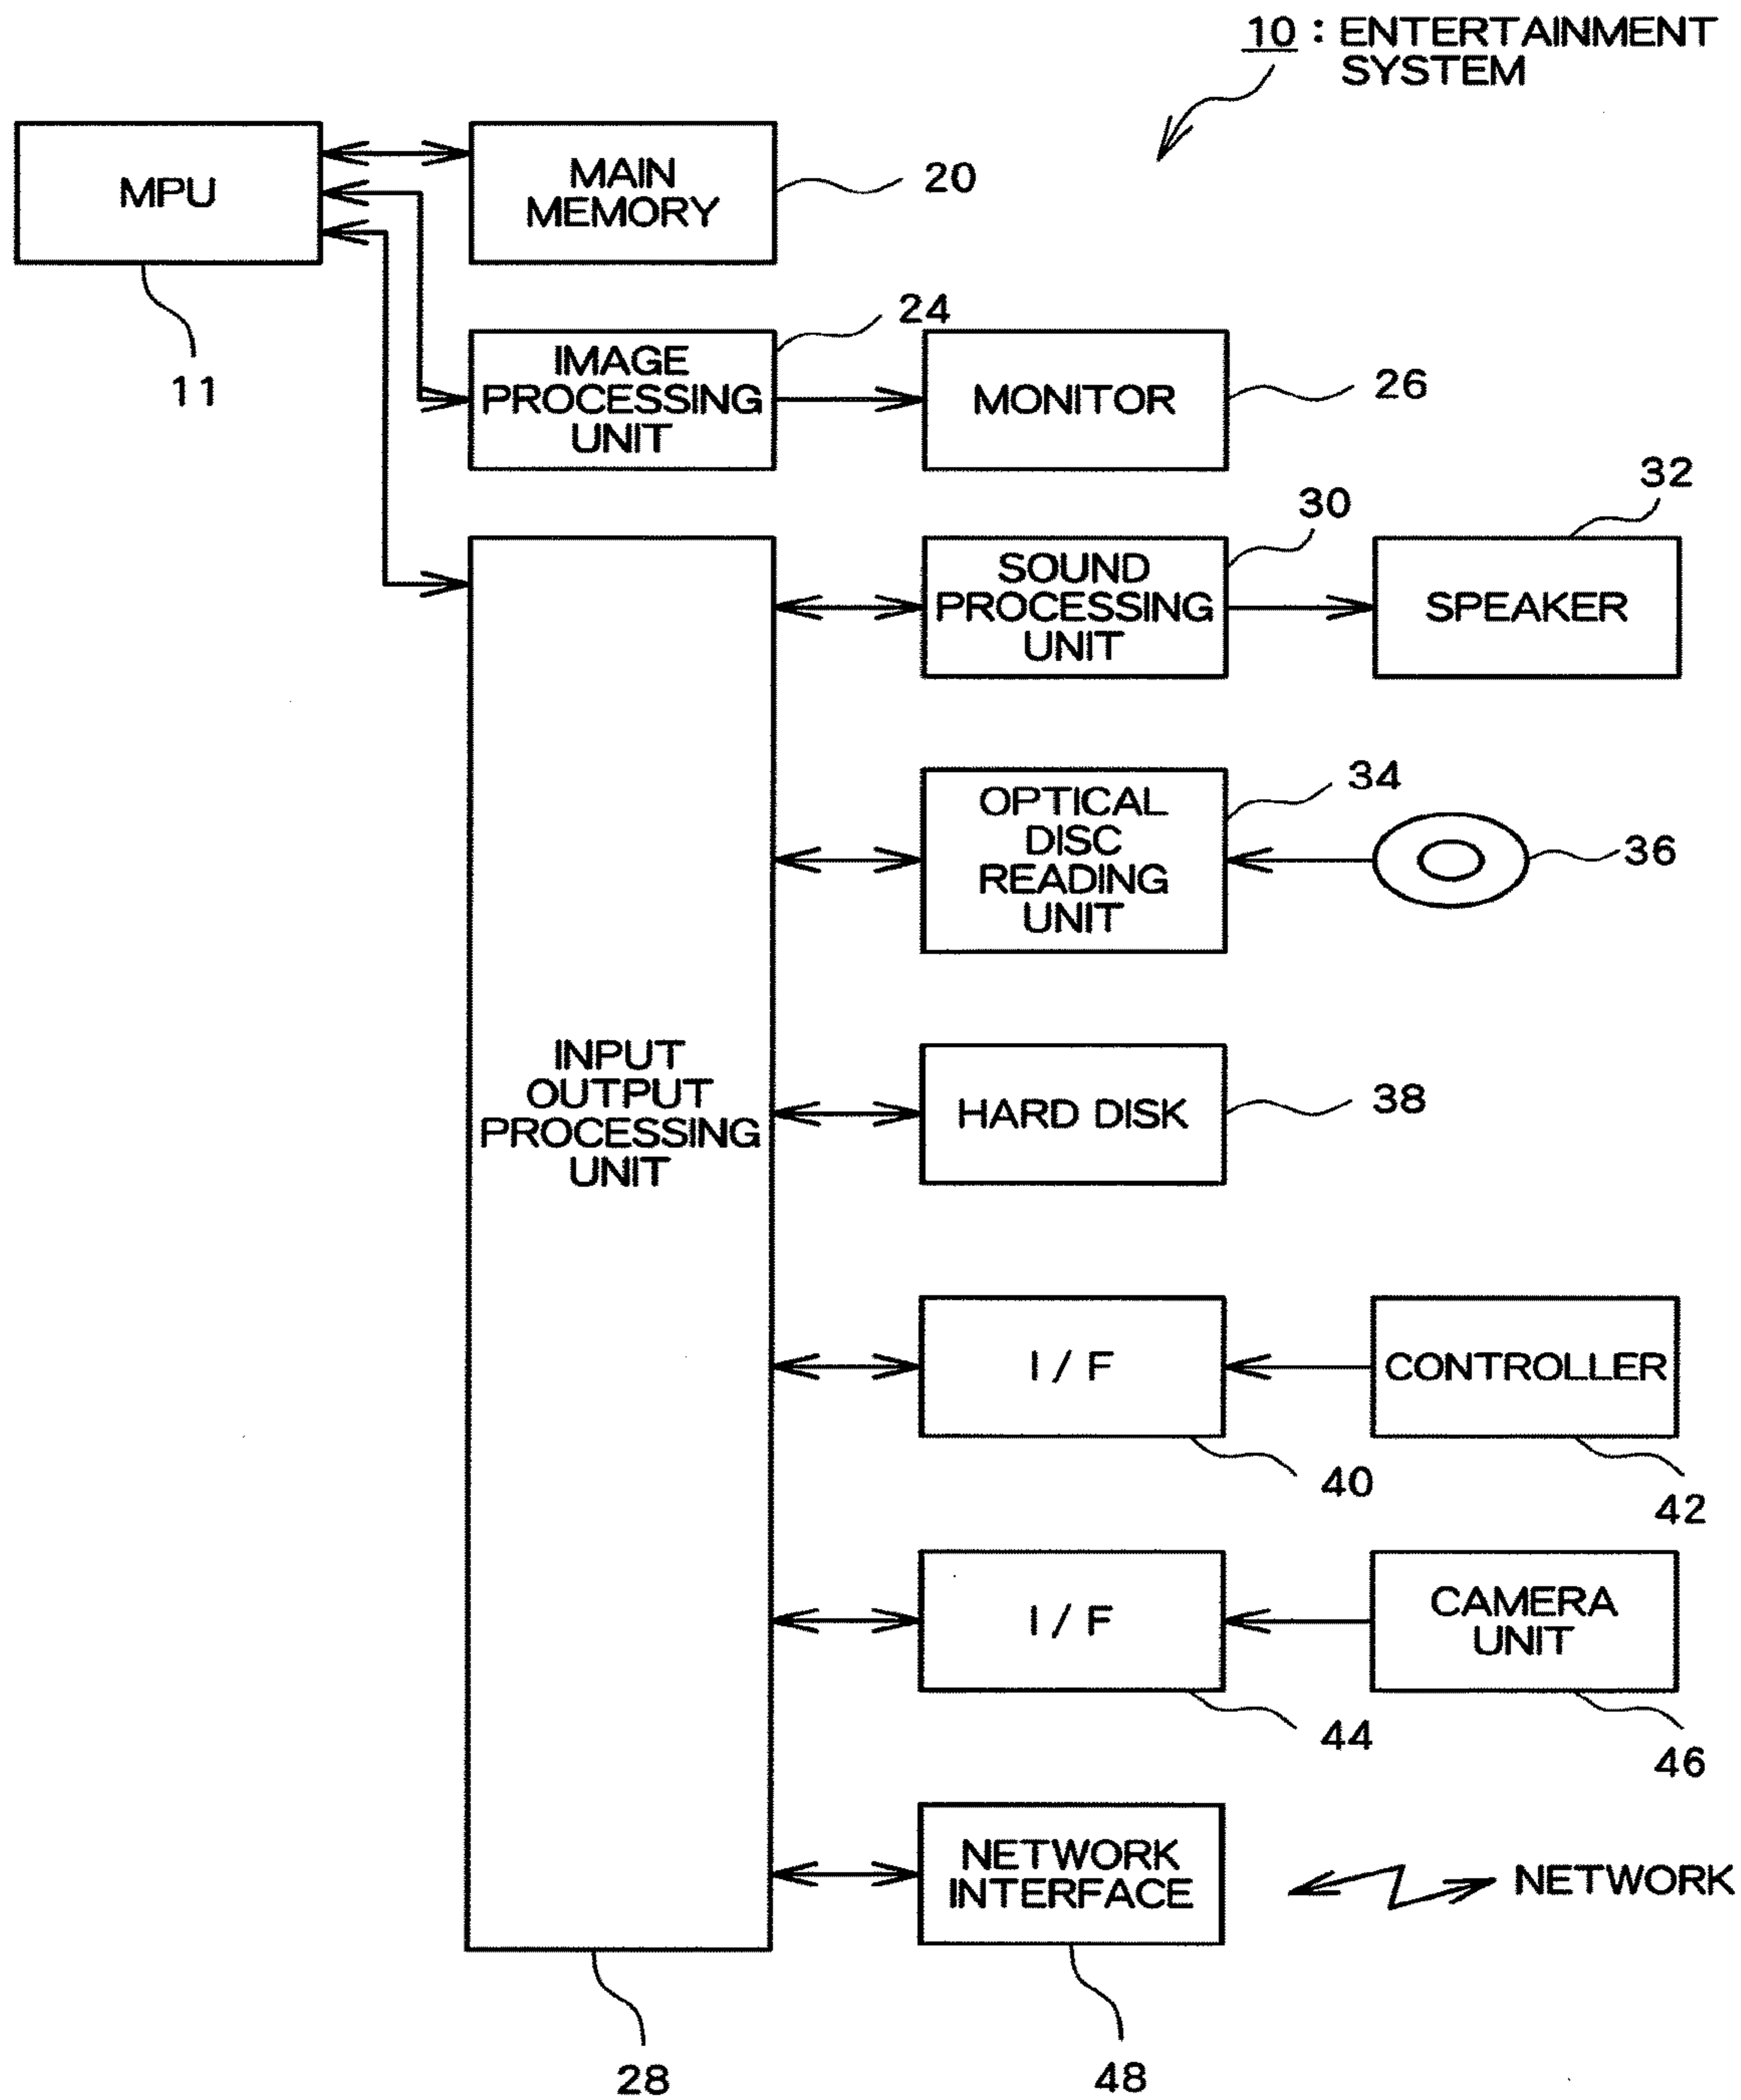 10 : ENTERTAINMENT
SYSTEM
MPU
11
MAIN
MEMORY
20
IMAGE
PROCESSING
UNIT
24
MONITOR
26
INPUT
OUTPUT
PROCESSING
UNIT
28
SOUND
PROCESSING
UNIT
30
SPEAKER
32
OPTICAL
DISC
READING
UNIT
34
36
HARD DISK
38
I / F
40
CONTROLLER
42
I / F
44
CAMERA
UNIT
46
NETWORK
INTERFACE
48
NETWORK